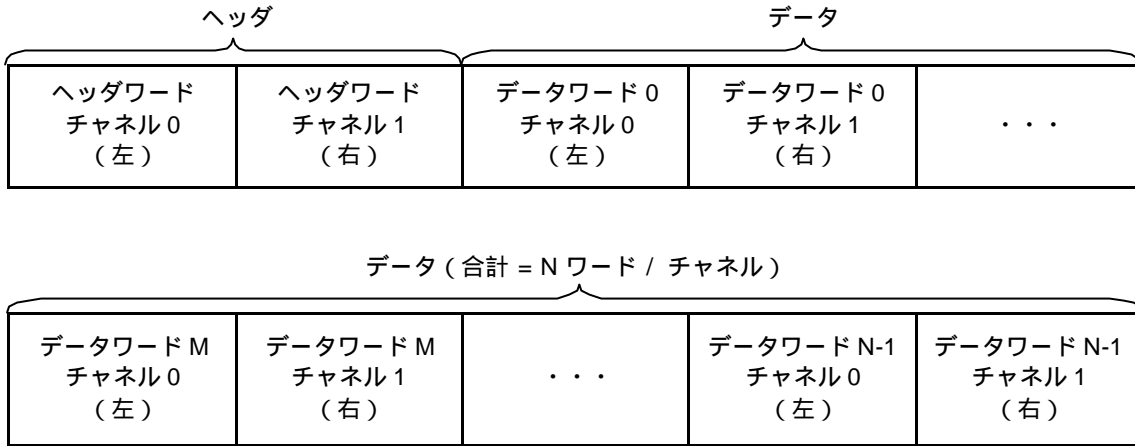 ヘッダ データ
ヘッダワード ヘッダワード データワード 0 データワード 0
チャネル 0 チャネル 1 チャネル 0 チャネル 1 ・・・
（左） （右） （左） （右）
データ（合計 = N ワード / チャネル）
データワード M データワード M データワード N-1 データワード N-1
チャネル 0 チャネル 1 ・・・ チャネル 0 チャネル 1
（左） （右） （左） （右）